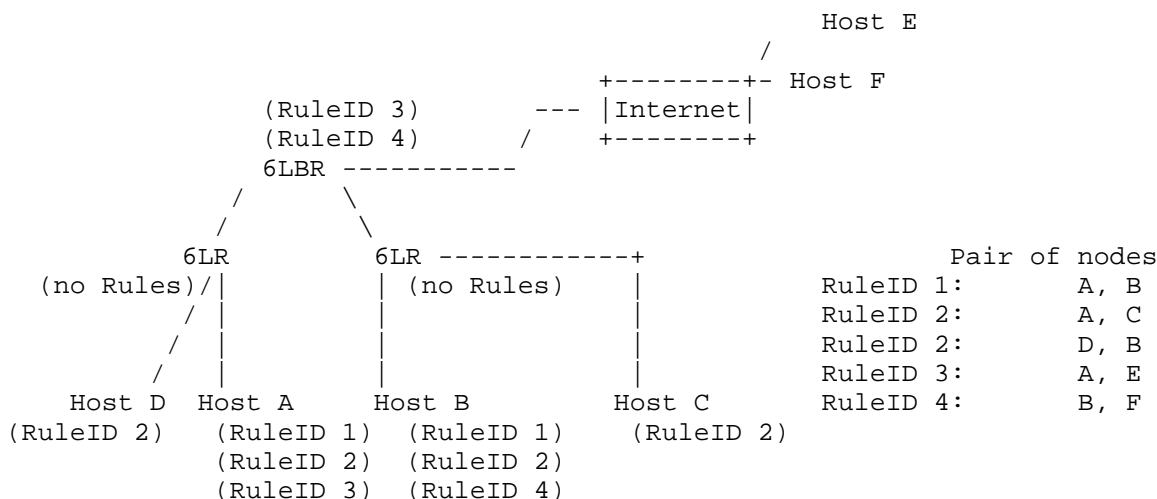 Host E
/
+--------+- Host F
(RuleID 3) --- |Internet|
(RuleID 4) / +--------+
6LBR -----------
/ \
/ \
/ \
6LR 6LR ------------+ Pair of nodes
(no Rules)/| | (no Rules) | RuleID 1: A, B
/ | | | RuleID 2: A, C
/ | | | RuleID 2: D, B
/ | | | RuleID 3: A, E
Host D Host A Host B Host C RuleID 4: B, F
(RuleID 2) (RuleID 1) (RuleID 1) (RuleID 2)
(RuleID 2) (RuleID 2)
(RuleID 3) (RuleID 4)